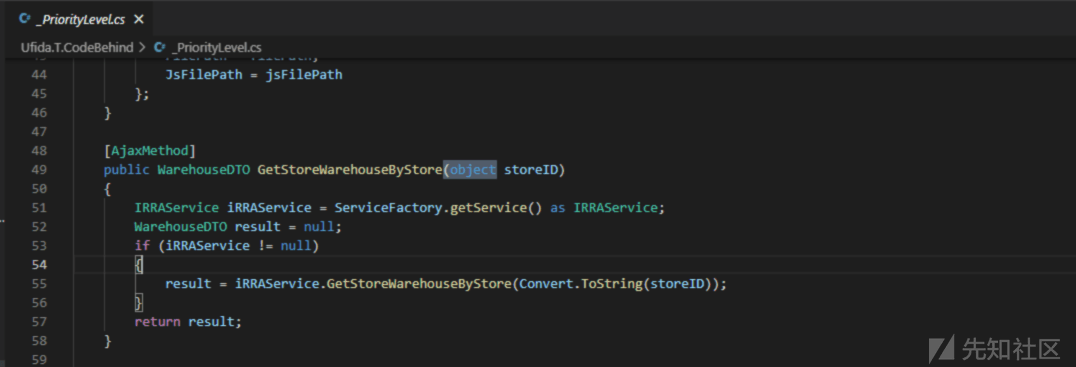 _PriorityLevel.cs ×
Ufida.T.CodeBehind > _PriorityLevel.cs
44 JsFilePath = jsFilePath
45 };
46 }
47
48 [AjaxMethod]
49 public WarehouseDTO GetStoreWarehouseByStore(object storeID)
50 {
51 IRRAService iRRAService = ServiceFactory.getService() as IRRAService;
52 WarehouseDTO result = null;
53 if (iRRAService != null)
54 {
55 result = iRRAService.GetStoreWarehouseByStore(Convert.ToString(storeID));
56 }
57 return result;
58 }
59
先知社区